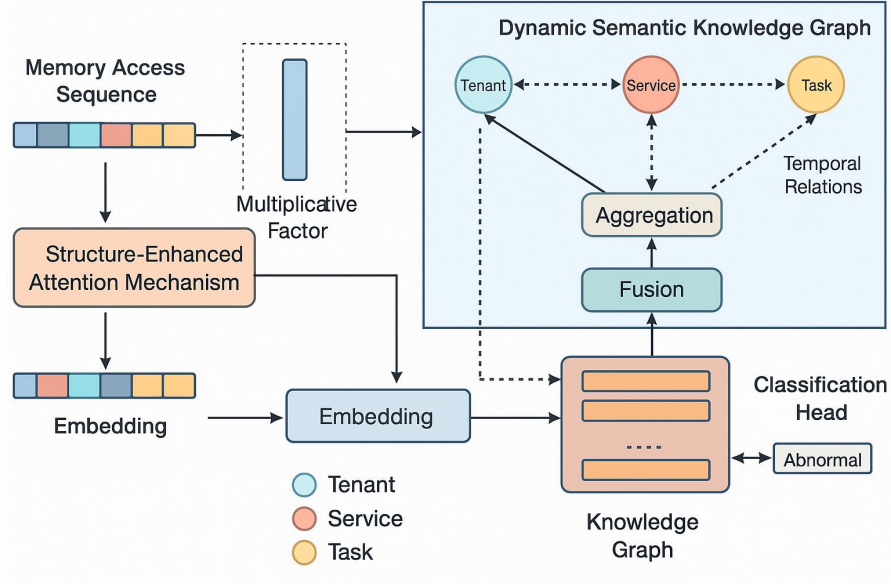 Dynamic Semantic Knowledge Graph
Memory Access
Sequence
Tenant
Service
Task
Multiplicative
Factor
Temporal
Relations
Aggregation
Structure-Enhanced
Attention Mechanism
Fusion
Embedding
Embedding
Classification
Head
Abnormal
Tenant
Service
Task
Knowledge
Graph